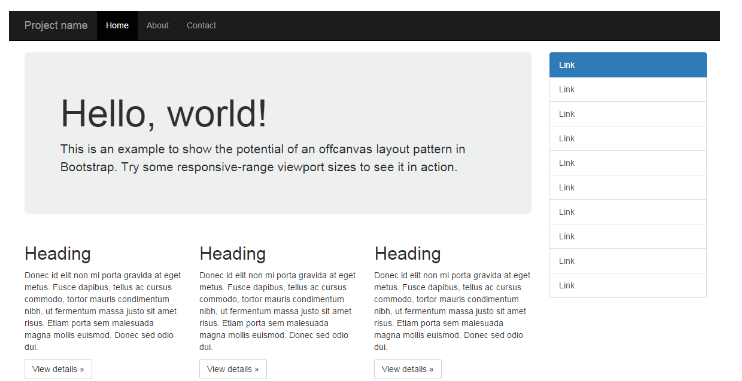 Project name Home About Contact
Hello, world!
This is an example to show the potential of an offcanvas layout pattern in
Bootstrap. Try some responsive-range viewport sizes to see it in action.
Heading
Donec id elit non mi porta gravida at eget
metus. Fusce dapibus, tellus ac cursus
commodo, tortor mauris condimentum
nibh, ut fermentum massa justo sit amet
risus. Etiam porta sem malesuada
magna mollis euismod. Donec sed odio
dui.
View details »
Heading
Donec id elit non mi porta gravida at eget
metus. Fusce dapibus, tellus ac cursus
commodo, tortor mauris condimentum
nibh, ut fermentum massa justo sit amet
risus. Etiam porta sem malesuada
magna mollis euismod. Donec sed odio
dui.
View details »
Heading
Donec id elit non mi porta gravida at eget
metus. Fusce dapibus, tellus ac cursus
commodo, tortor mauris condimentum
nibh, ut fermentum massa justo sit amet
risus. Etiam porta sem malesuada
magna mollis euismod. Donec sed odio
dui.
View details »
Link
Link
Link
Link
Link
Link
Link
Link
Link
Link